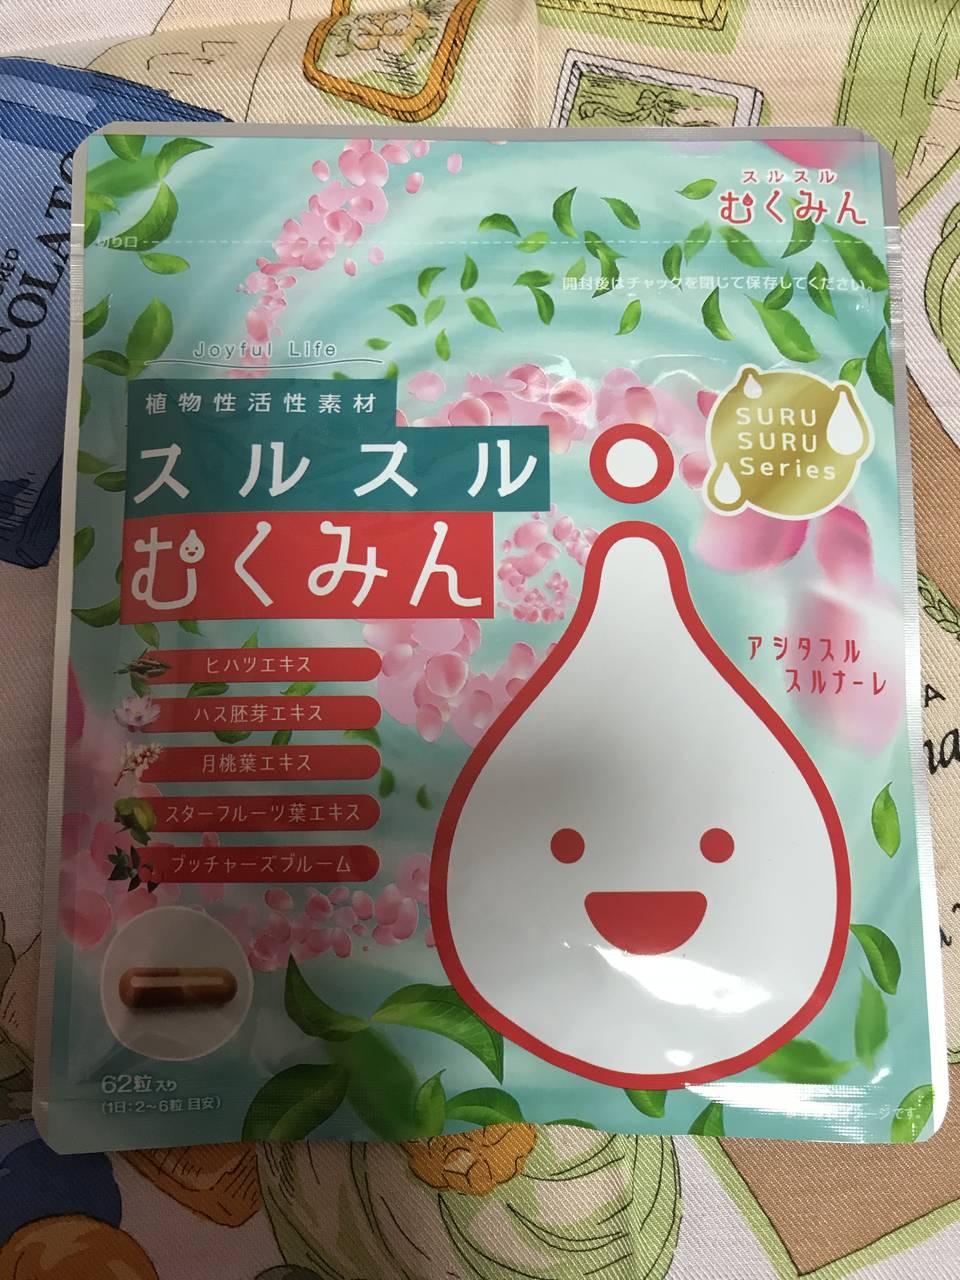 スルスル
むくみん
切り口
開封後はチャックを閉じて保存してください。
Joyful Life
植物性活性素材
スルスル
むくみん
SURU
SURU
Series
アシタスル
スルナーレ
ヒハツエキス
ハス胚芽エキス
月桃葉エキス
スターフルーツ葉エキス
ブッチャーズブルーム
62粒入り
(1日:2〜6粒 目安)
COLATO
A